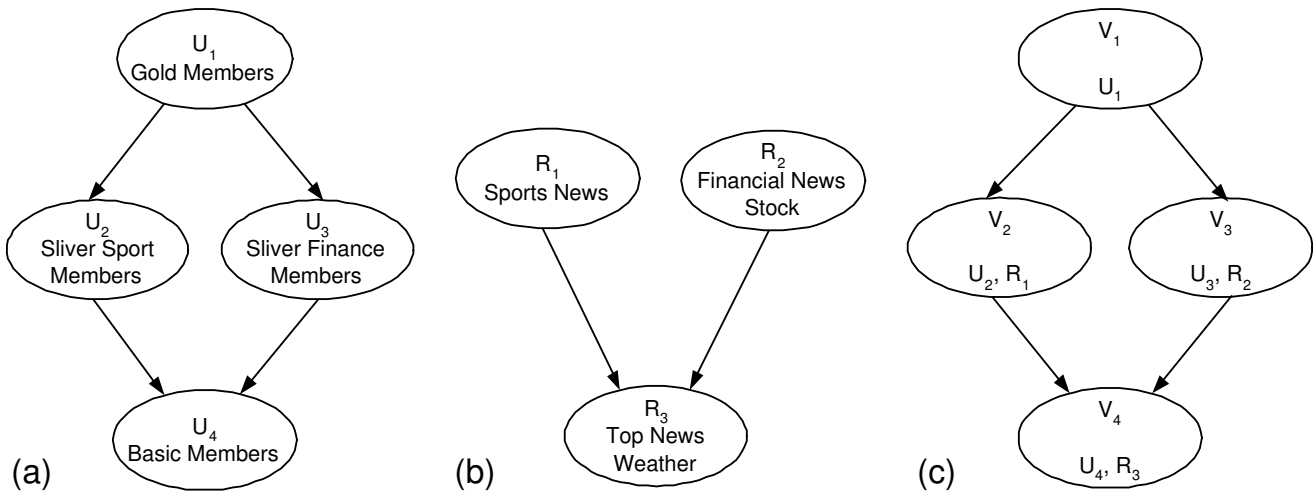 U1
Gold Members
U2
Sliver Sport
Members
U3
Sliver Finance
Members
U4
Basic Members
(a)
R1
Sports News
R2
Financial News
Stock
R3
Top News
Weather
(b)
V1
U1
V2
U2, R1
V3
U3, R2
V4
U4, R3
(c)